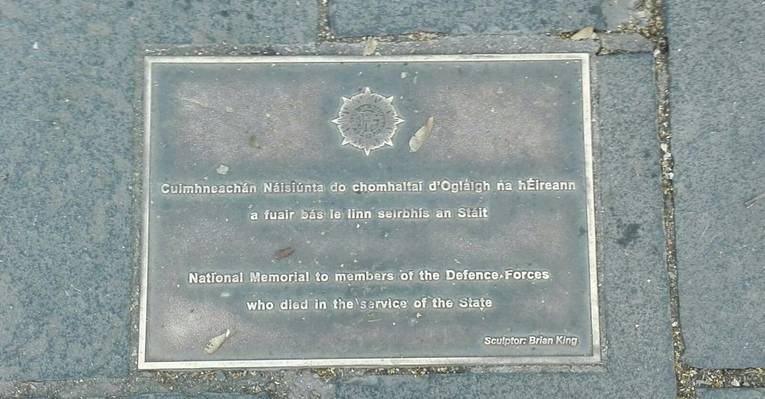 Cuimhneachán Náisiúnta do chomhaltaí d'Óglaigh na hÉireann
a fuair bás le linn seirbhís an Stáit
National Memorial to members of the Defence Forces
who died in the service of the State
Sculptor: Brian King